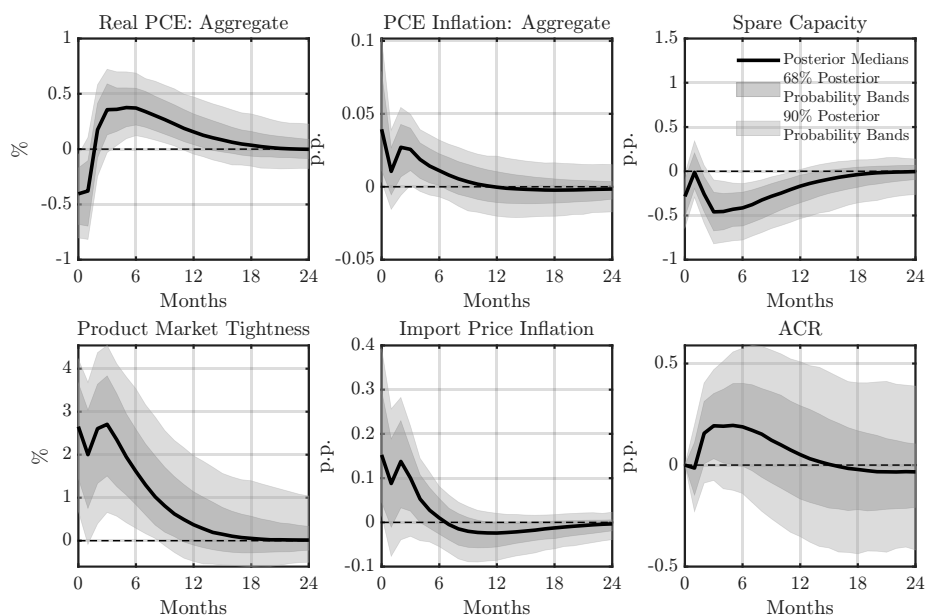 Real PCE: Aggregate
PCE Inflation: Aggregate
Spare Capacity
1
0.5
0
-0.5
-1
%
0 6 12 18 24
Months
0.1
0.05
0
-0.05
p.p.
0 6 12 18 24
Months
1.5
1
0.5
0
-0.5
-1
p.p.
Posterior Medians
68% Posterior
Probability Bands
90% Posterior
Probability Bands
0 6 12 18 24
Months
Product Market Tightness
Import Price Inflation
ACR
4
3
2
1
0
%
0 6 12 18 24
Months
0.4
0.3
0.2
0.1
0
-0.1
p.p.
0 6 12 18 24
Months
0.5
0
-0.5
p.p.
0 6 12 18 24
Months